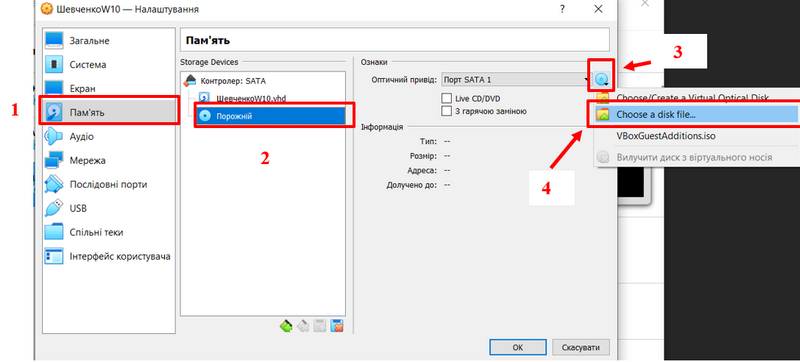 ШевченкоW10 — Налаштування
?
Загальне
Система
Екран
Пам'ять
Аудіо
Мережа
Послідовні порти
USB
Спільні теки
Інтерфейс користувача
1
Пам'ять
Storage Devices
Контролер: SATA
ШевченкоW10.vhd
Порожній
2
Ознаки
Оптичний привід: Порт SATA 1
Live CD/DVD
З гарячою заміною
Інформація
Тип: --
Розмір: --
Адреса: --
Долучено до: --
3
Choose/Create a Virtual Optical Disk
Choose a disk file...
VBoxGuestAdditions.iso
Вилучити диск з віртуального носія
4
OK
Скасувати